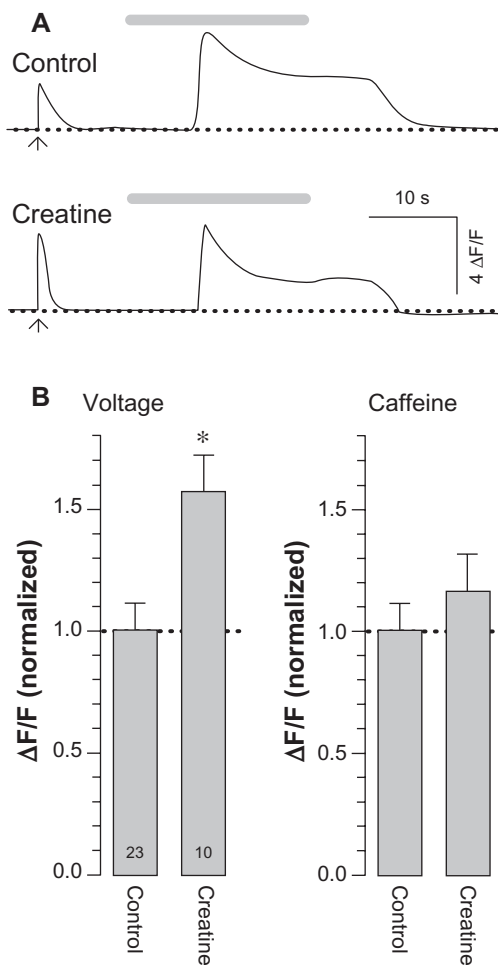 A
Control
Creatine
10 s
4 ΔF/F
B
Voltage
Caffeine
*
1.5
1.0
0.5
0.0
ΔF/F (normalized)
23
10
Control
Creatine
1.5
1.0
0.5
0.0
ΔF/F (normalized)
Control
Creatine